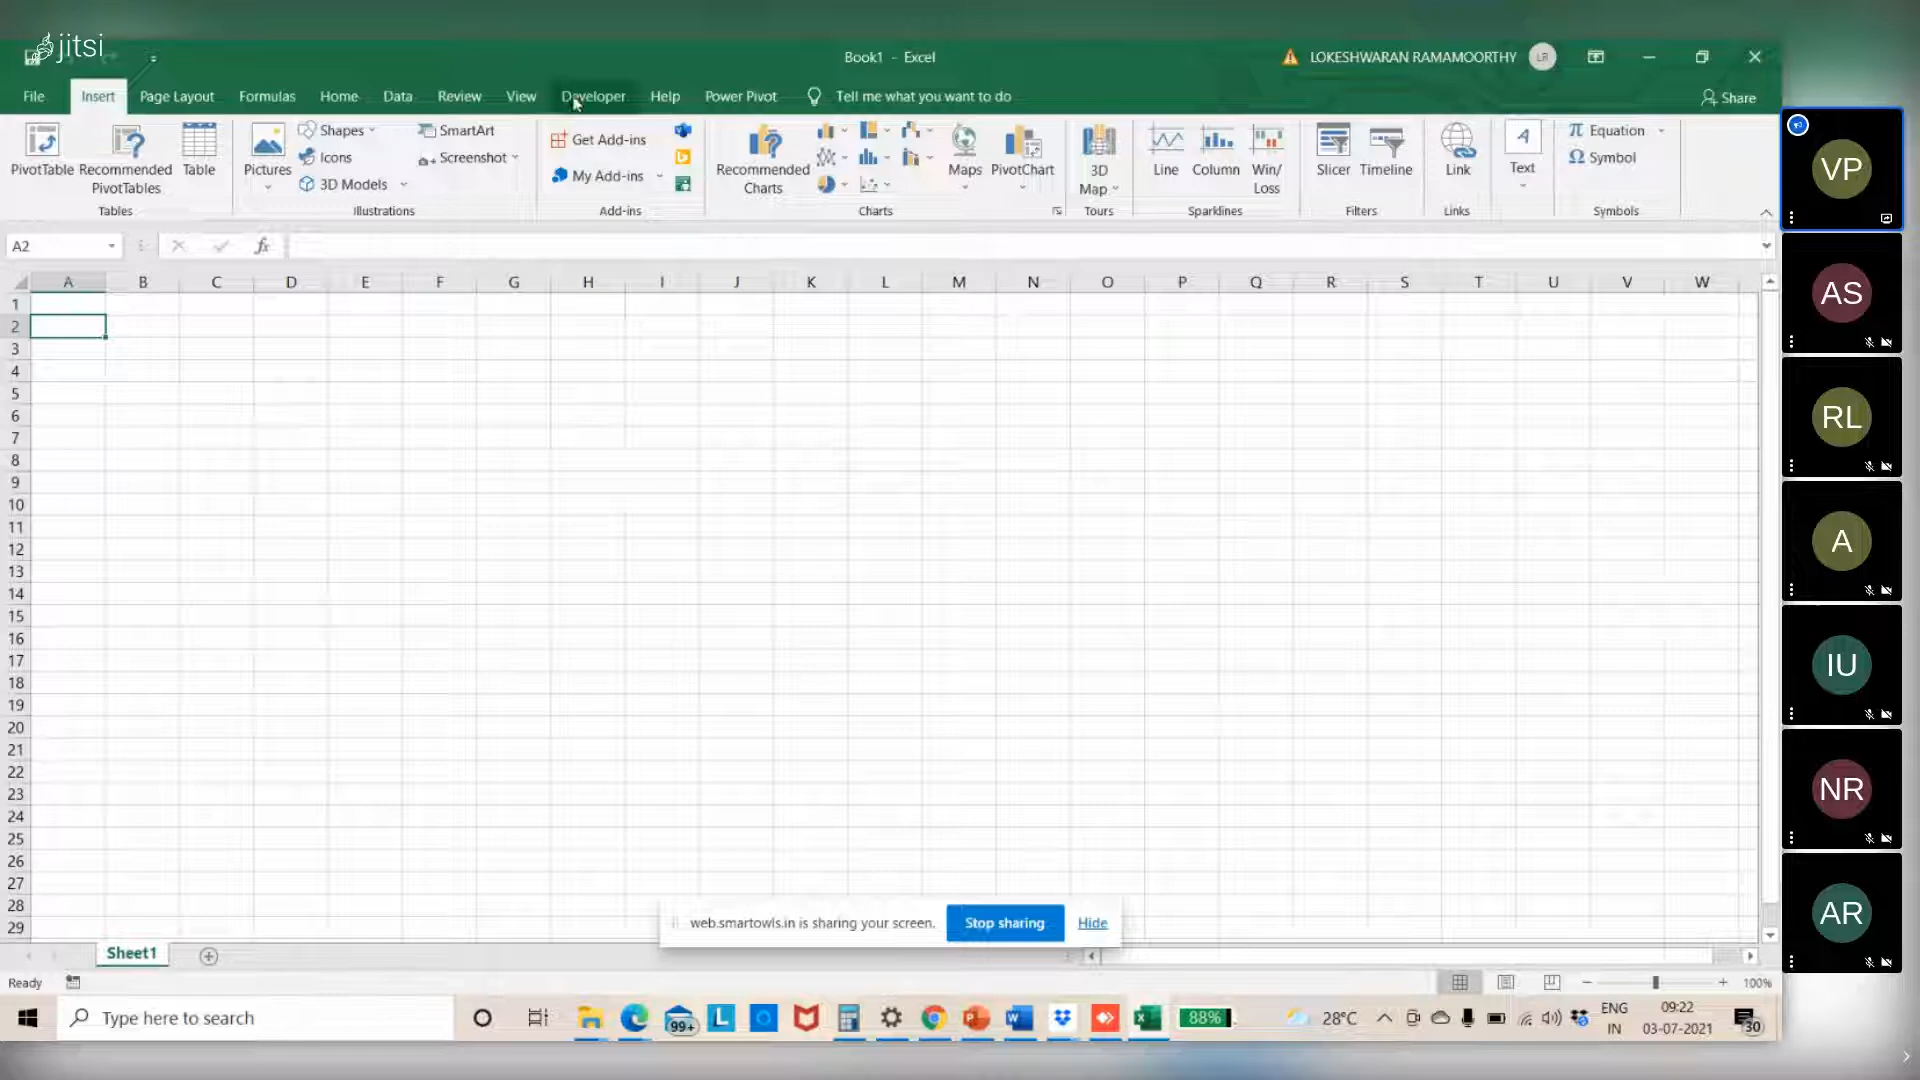 jitsi
Book1 - Excel
LOKESHWARAN RAMAMOORTHY LR
File Insert Page Layout Formulas Home Data Review View Developer Help Power Pivot Tell me what you want to do Share
PivotTable Recommended PivotTables Table
Tables
Pictures Shapes Icons 3D Models SmartArt Screenshot
Illustrations
Get Add-ins
My Add-ins
Add-ins
Recommended Charts Maps PivotChart
Charts
3D Map
Tours
Line Column Win/Loss
Sparklines
Slicer Timeline
Filters
Link
Links
Text
Equation
Symbol
Symbols
A2 fx
A B C D E F G H I J K L M N O P Q R S T U V W
1
2
3
4
5
6
7
8
9
10
11
12
13
14
15
16
17
18
19
20
21
22
23
24
25
26
27
28
29
web.smartowls.in is sharing your screen. Stop sharing Hide
Sheet1
Ready 100%
Type here to search 99+ 88% 28°C ENG IN 09:22 03-07-2021 30
VP
AS
RL
A
IU
NR
AR